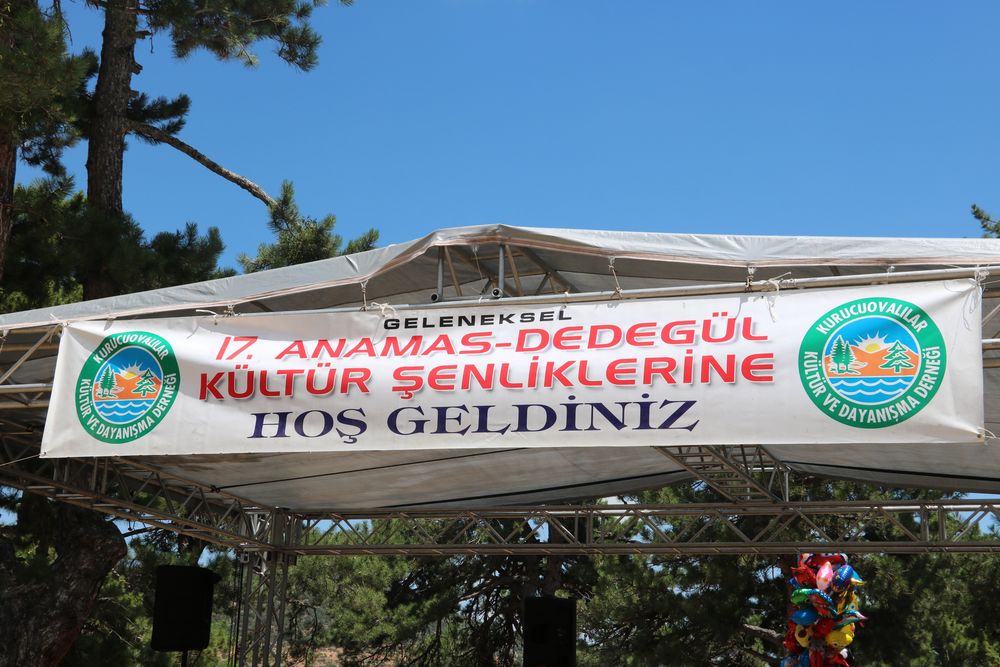 GELENEKSEL
17. ANAMAS-DEDEGÜL
KÜLTÜR ŞENLİKLERİNE
HOŞ GELDİNİZ
KURUCUOVALILAR
KÜLTÜR VE DAYANIŞMA DERNEĞİ
KURUCUOVALILAR
KÜLTÜR VE DAYANIŞMA DERNEĞİ